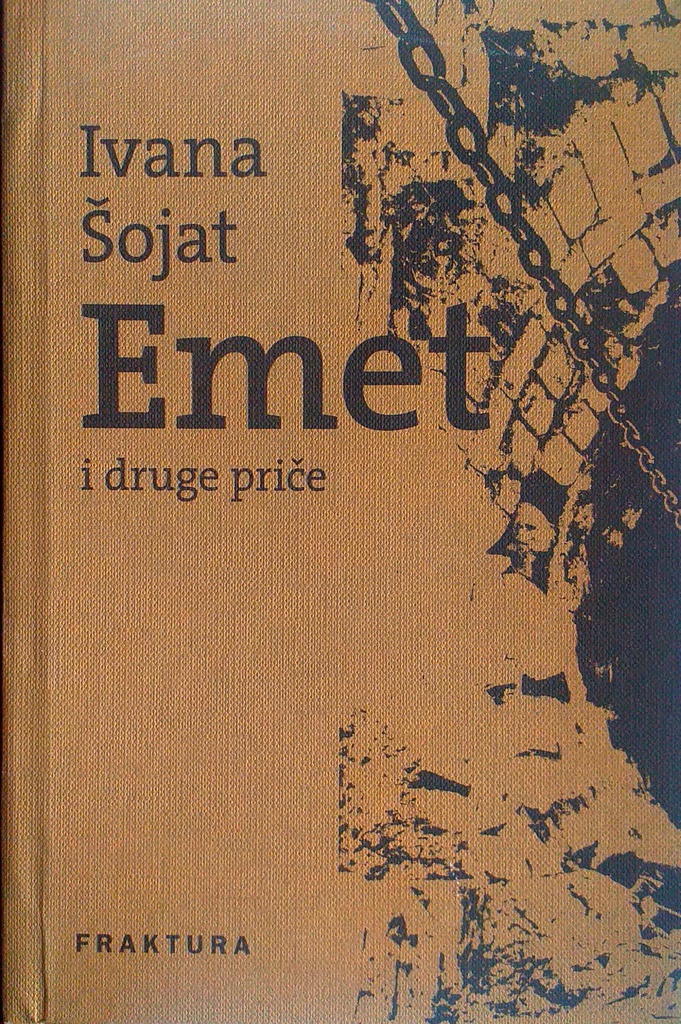 Ivana
Šojat
Emet
i druge priče
FRAKTURA